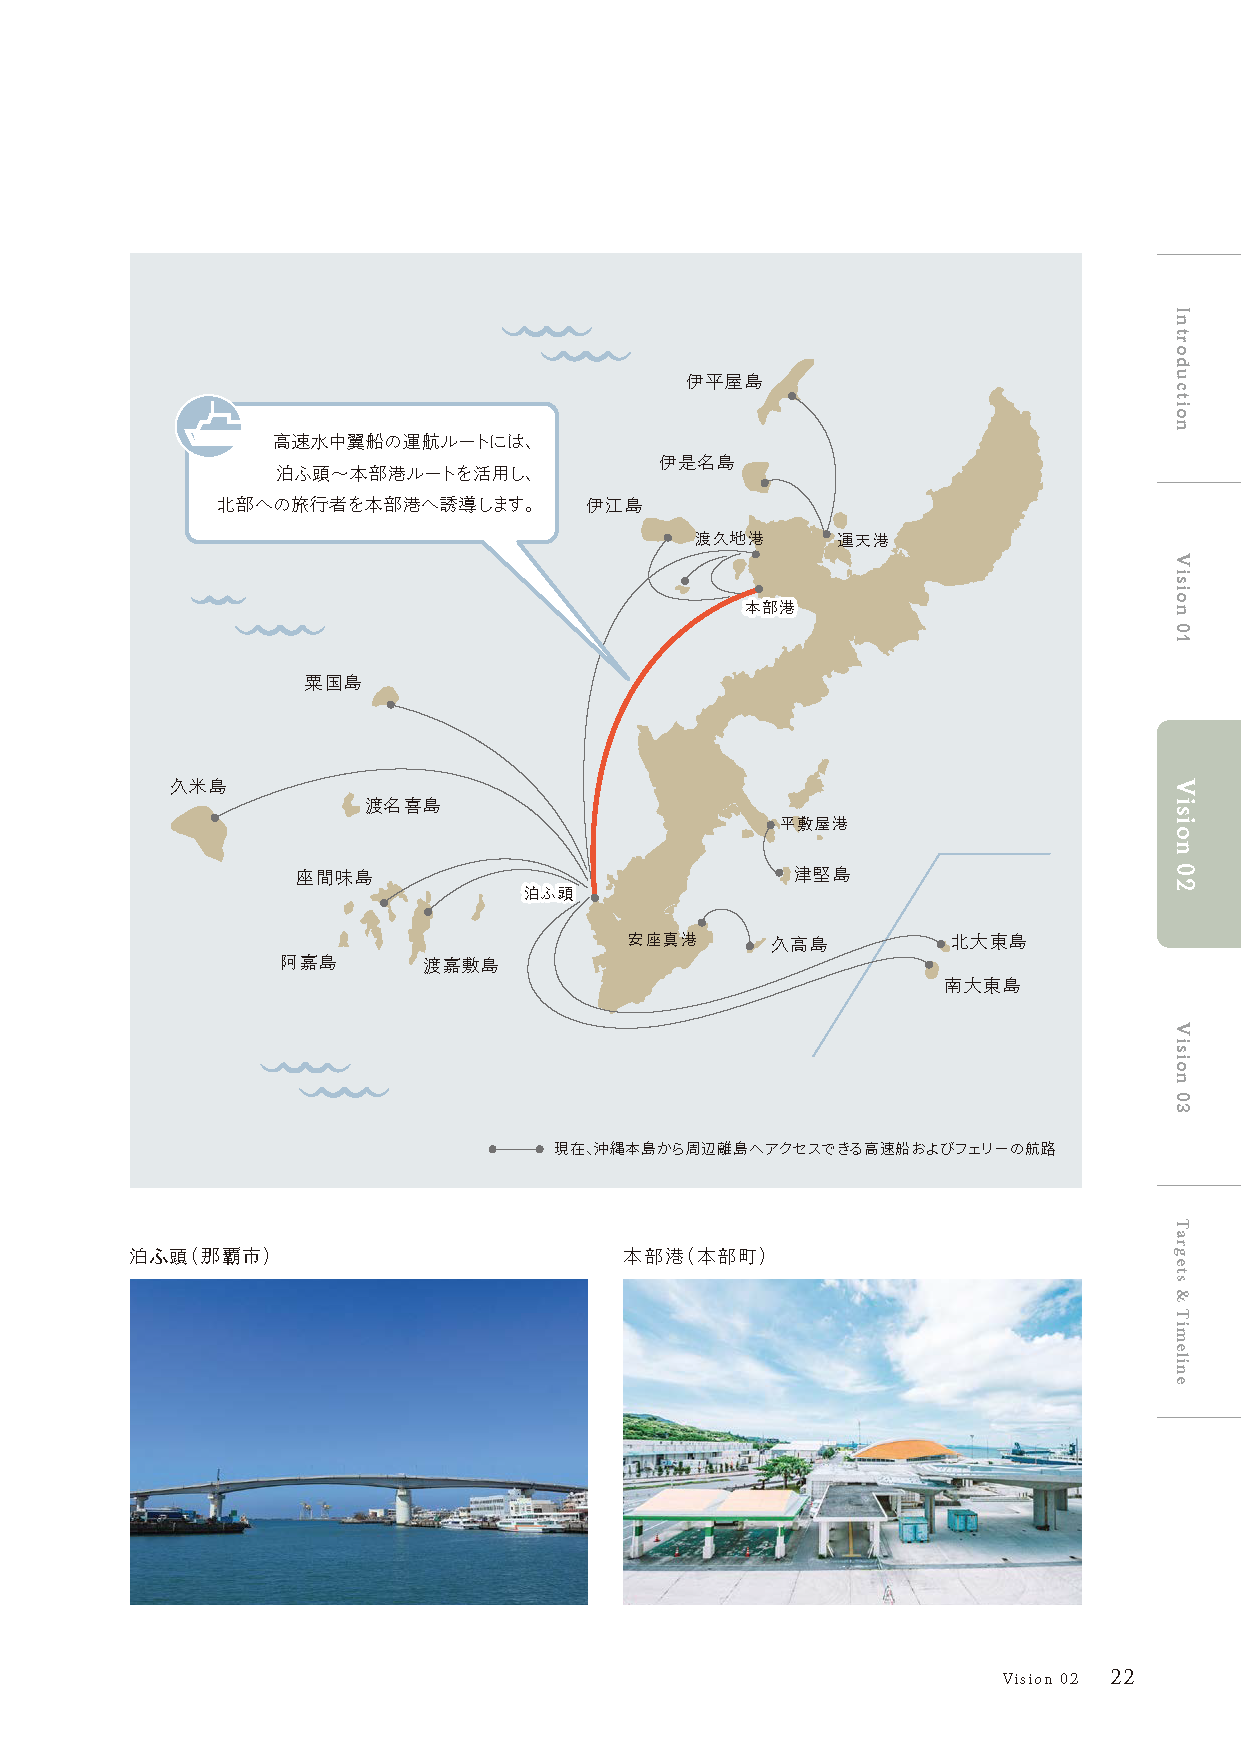 伊平屋島
高速水中翼船の運航ルートには、
泊ふ頭～本部港ルートを活用し、
北部への旅行者を本部港へ誘導します。
伊是名島
伊江島
渡久地港
運天港
本部港
粟国島
久米島
渡名喜島
平敷屋港
座間味島
津堅島
泊ふ頭
安座真港
久高島
北大東島
阿嘉島
渡嘉敷島
南大東島
現在、沖縄本島から周辺離島へアクセスできる高速船およびフェリーの航路
泊ふ頭（那覇市）
本部港（本部町）
Introduction
Vision 01
Vision 02
Vision 03
Targets & Timeline
Vision 02 22